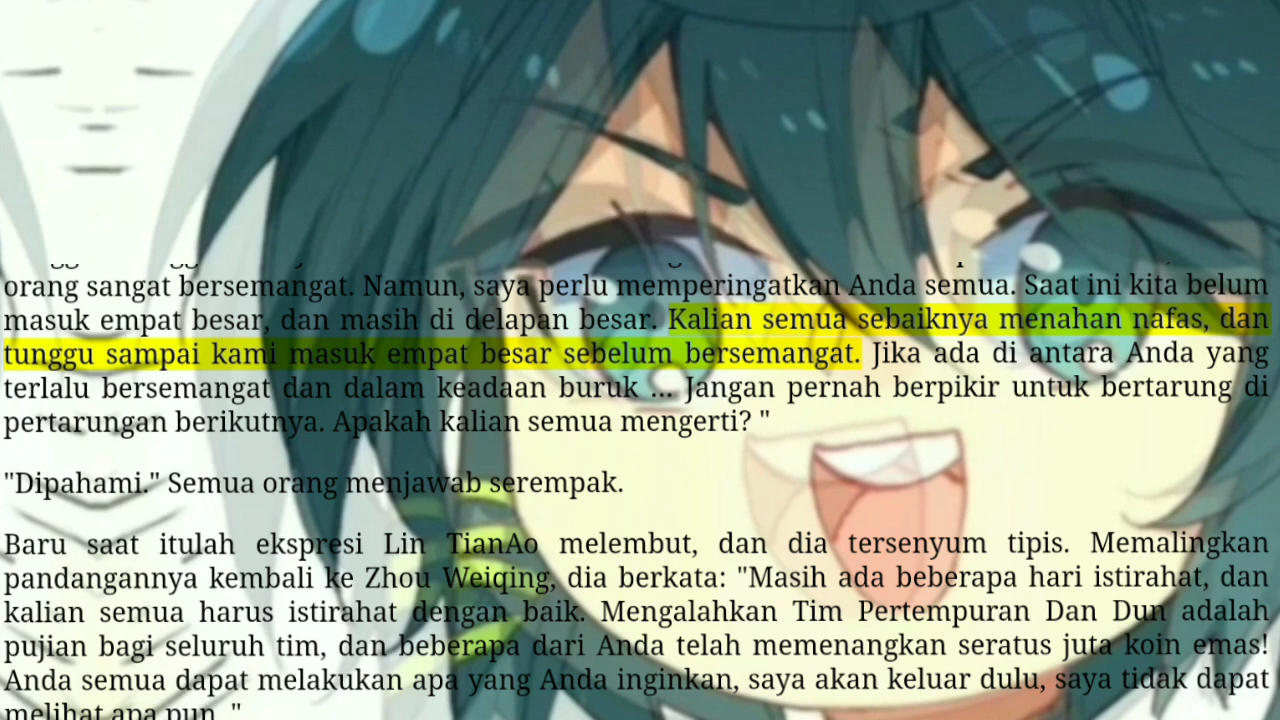 orang sangat bersemangat. Namun, saya perlu memperingatkan Anda semua. Saat ini kita belum
masuk empat besar, dan masih di delapan besar. Kalian semua sebaiknya menahan nafas, dan
tunggu sampai kami masuk empat besar sebelum bersemangat. Jika ada di antara Anda yang
terlalu bersemangat dan dalam keadaan buruk ... Jangan pernah berpikir untuk bertarung di
pertarungan berikutnya. Apakah kalian semua mengerti? "
"Dipahami." Semua orang menjawab serempak.
Baru saat itulah ekspresi Lin TianAo melembut, dan dia tersenyum tipis. Memalingkan
pandangannya kembali ke Zhou Weiqing, dia berkata: "Masih ada beberapa hari istirahat, dan
kalian semua harus istirahat dengan baik. Mengalahkan Tim Pertempuran Dan Dun adalah
pujian bagi seluruh tim, dan beberapa dari Anda telah memenangkan seratus juta koin emas!
Anda semua dapat melakukan apa yang Anda inginkan, saya akan keluar dulu, saya tidak dapat
melihat apa pun. "